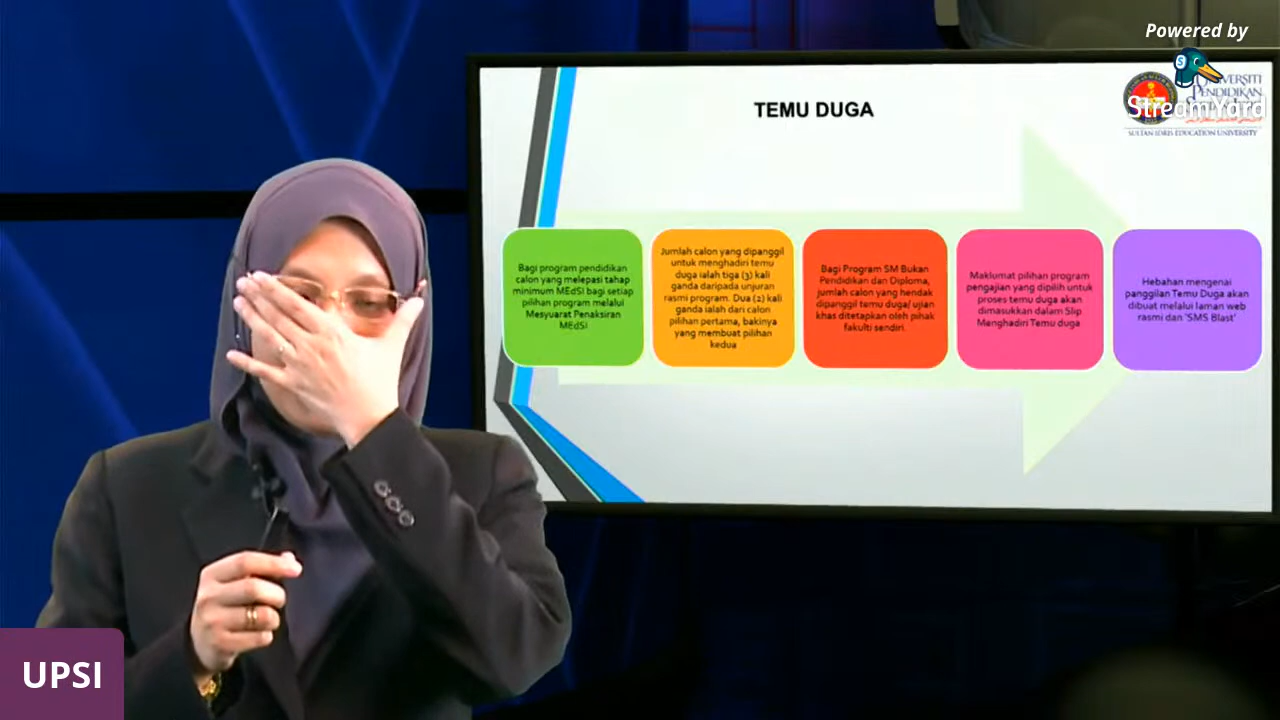 Powered by
StreamYard
UNIVERSITI
PENDIDIKAN
SULTAN IDRIS EDUCATION UNIVERSITY
TEMU DUGA
Bagi program pendidikan
calon yang melepasi tahap
minimum MEdSI bagi setiap
pilihan program melalui
Mesyuarat Penaksiran
MEdSI
Jumlah calon yang dipanggil
untuk menghadiri temu
duga ialah tiga (3) kali
ganda daripada unjuran
rasmi program. Dua (2) kali
ganda ialah dari calon
pilihan pertama, bakinya
yang membuat pilihan
kedua
Bagi Program SM Bukan
Pendidikan dan Diploma,
jumlah calon yang hendak
dipanggil temu duga/ ujian
khas ditetapkan oleh pihak
fakulti sendiri.
Maklumat pilihan program
pengajian yang dipilih untuk
proses temu duga akan
dimasukkan dalam Slip
Menghadiri Temu duga
Hebahan mengenai
panggilan Temu Duga akan
dibuat melalui laman web
rasmi dan 'SMS Blast'
UPSI